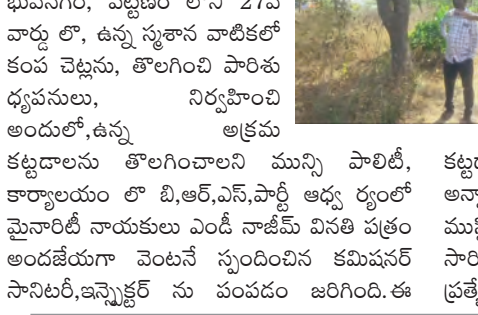 భువనగిరి, పట్టణం లోని 27వ
వార్డు లొ, ఉన్న స్మశాన వాటికలో
కంప చెట్లను, తొలగించి పారిశు
ధ్యపనులు, నిర్వహించి
అందులో,ఉన్న అక్రమ
కట్టడాలను తొలగించాలని మున్సి పాలిటీ,
కార్యాలయం లొ బి,ఆర్,ఎస్,పార్టీ ఆధ్వ ర్యంలో
మైనారిటీ నాయకులు ఎండీ నాజీమ్ వినతి పత్రం
అందజేయగా వెంటనే స్పందించిన కమిషనర్
సానిటరీ,ఇన్స్పెక్టర్ ను పంపడం జరిగింది.ఈ